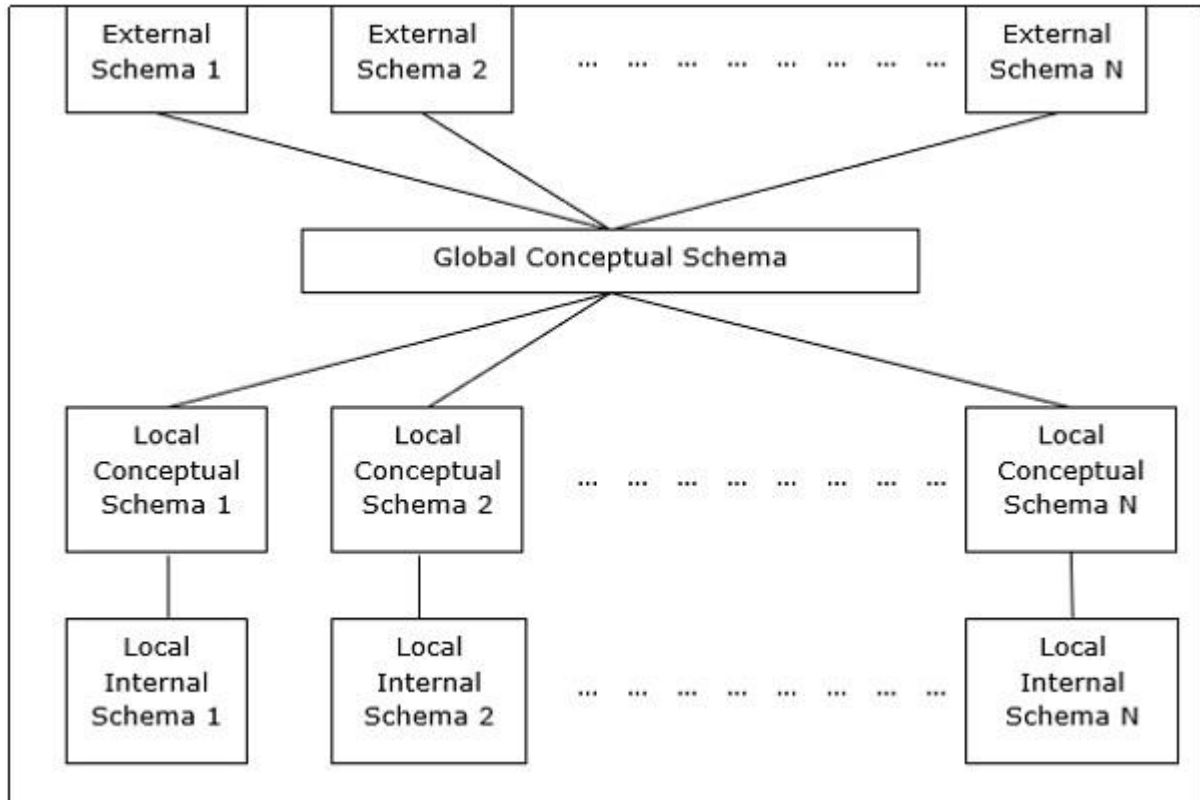 External
Schema 1
External
Schema 2
... ... ... ... ... ... ... ...
External
Schema N
Global Conceptual Schema
Local
Conceptual
Schema 1
Local
Conceptual
Schema 2
... ... ... ... ... ... ... ...
Local
Conceptual
Schema N
Local
Internal
Schema 1
Local
Internal
Schema 2
... ... ... ... ... ... ... ...
Local
Internal
Schema N